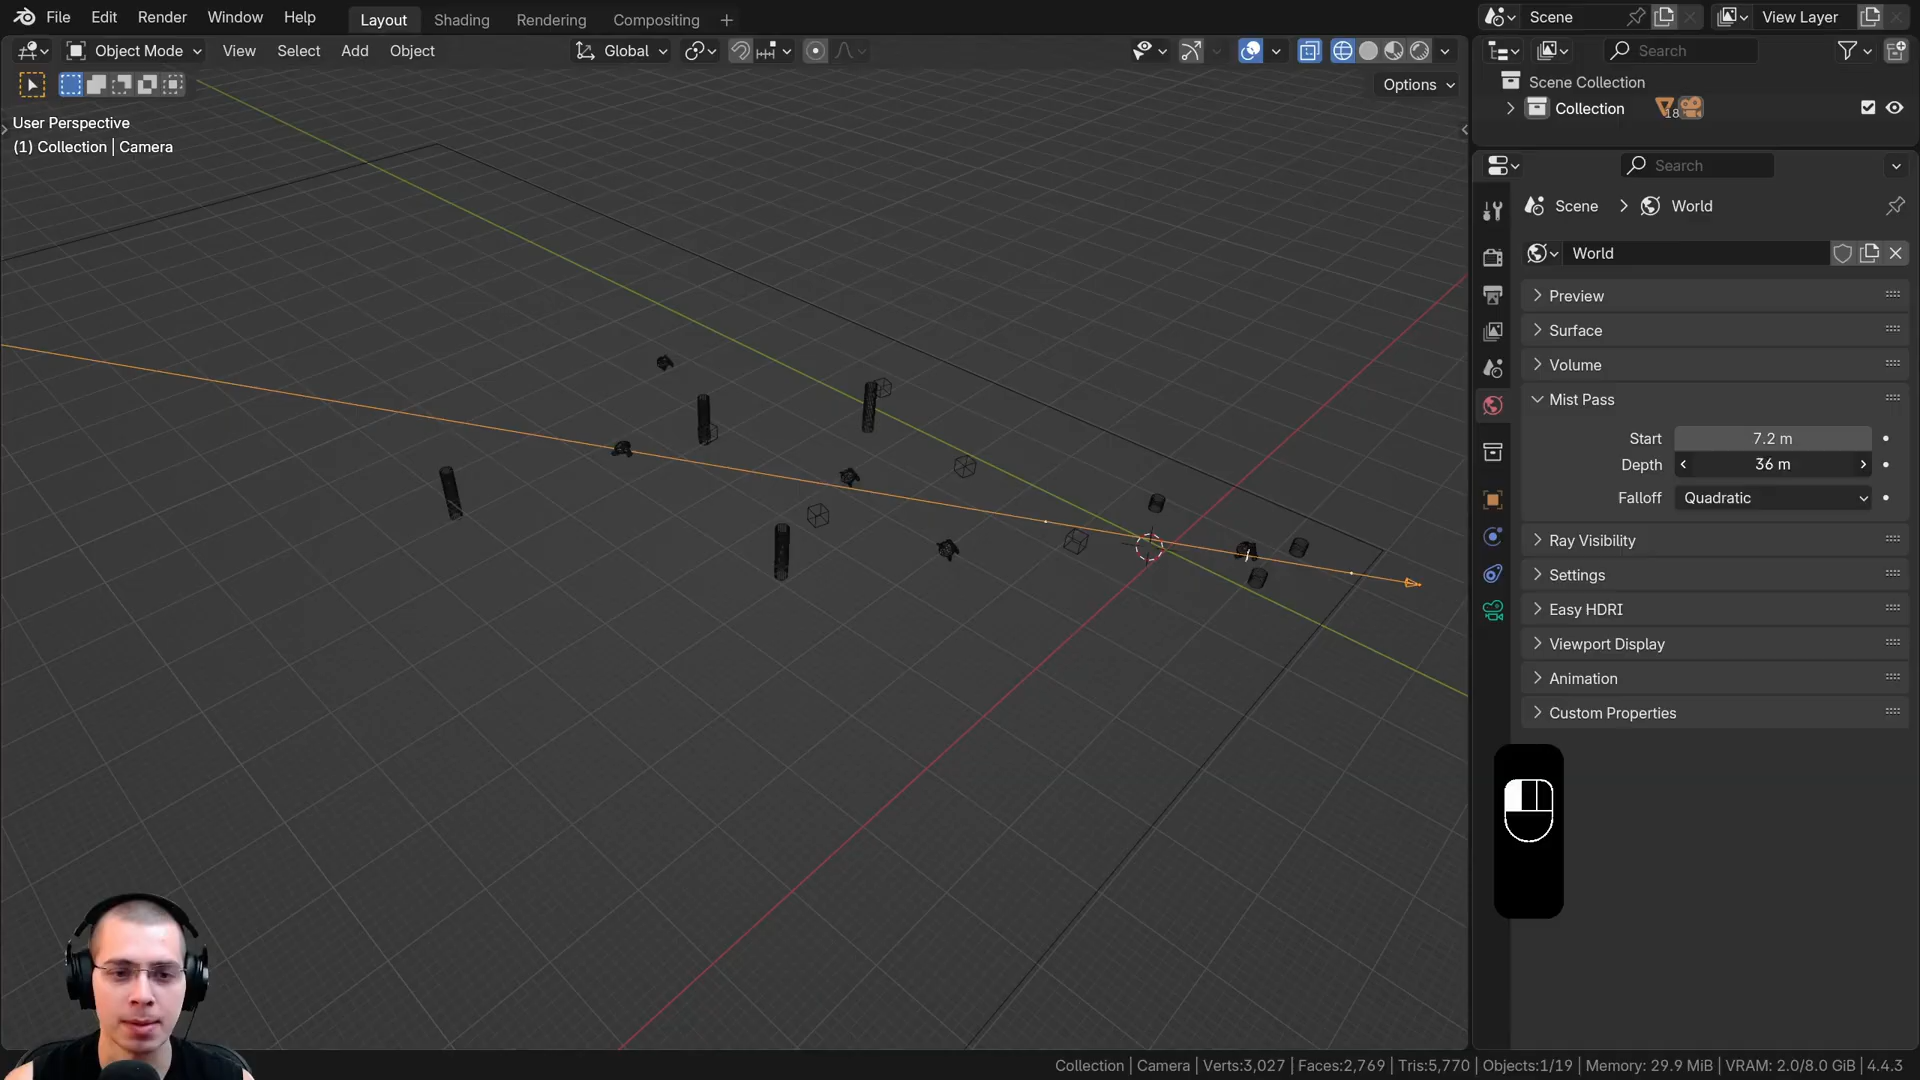 File Edit Render Window Help Layout Shading Rendering Compositing + Scene View Layer
Object Mode View Select Add Object Global Search
Options
Scene Collection
Collection 18
User Perspective
(1) Collection | Camera
Search
Scene > World
World
Preview
Surface
Volume
Mist Pass
Start 7.2 m
Depth 36 m
Falloff Quadratic
Ray Visibility
Settings
Easy HDRI
Viewport Display
Animation
Custom Properties
Collection | Camera | Verts:3,027 | Faces:2,769 | Tris:5,770 | Objects:1/19 | Memory: 29.9 MiB | VRAM: 2.0/8.0 GiB | 4.4.3